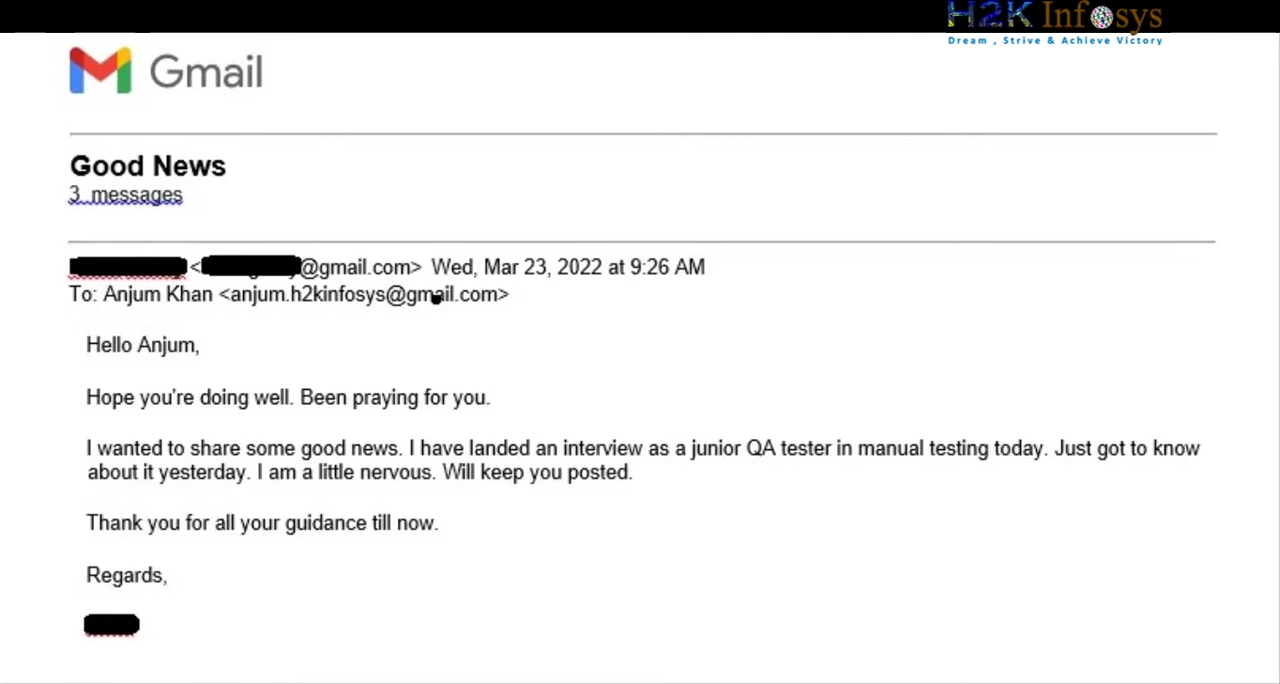 H2K Infosys
Dream , Strive & Achieve Victory
Gmail
Good News
3 messages
<@gmail.com> Wed, Mar 23, 2022 at 9:26 AM
To: Anjum Khan <anjum.h2kinfosys@gmail.com>
Hello Anjum,
Hope you're doing well. Been praying for you.
I wanted to share some good news. I have landed an interview as a junior QA tester in manual testing today. Just got to know
about it yesterday. I am a little nervous. Will keep you posted.
Thank you for all your guidance till now.
Regards,